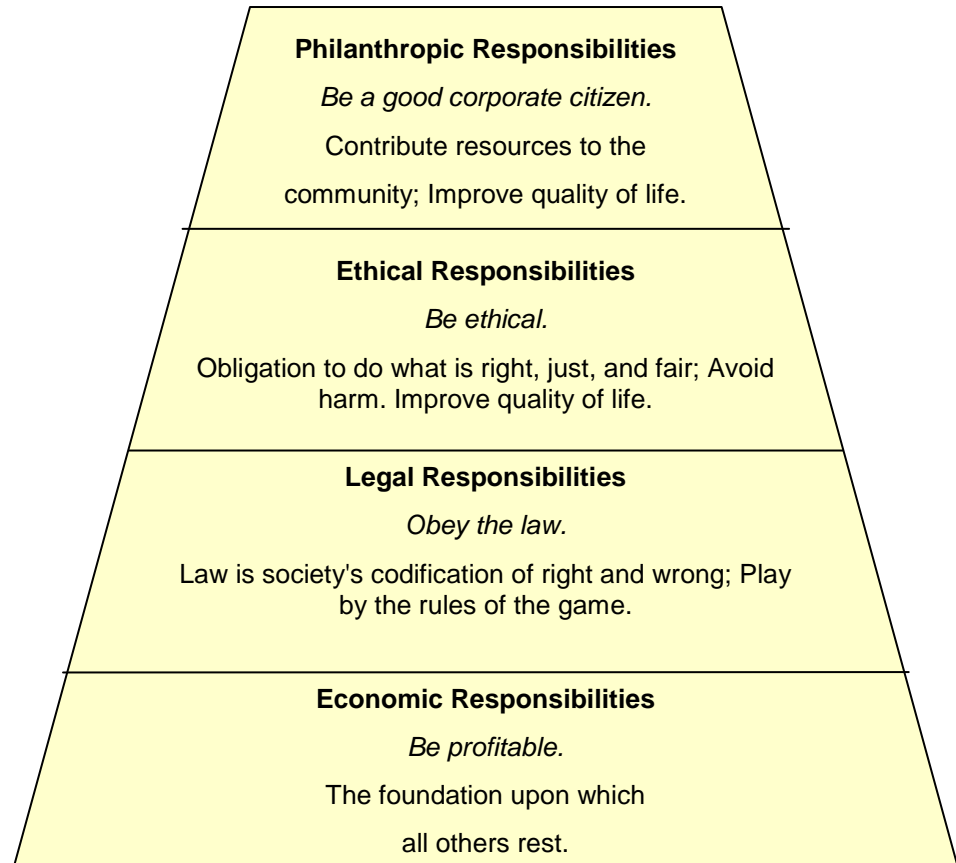 Philanthropic Responsibilities
Be a good corporate citizen.
Contribute resources to the
community; Improve quality of life.
Ethical Responsibilities
Be ethical.
Obligation to do what is right, just, and fair; Avoid
harm. Improve quality of life.
Legal Responsibilities
Obey the law.
Law is society's codification of right and wrong; Play
by the rules of the game.
Economic Responsibilities
Be profitable.
The foundation upon which
all others rest.